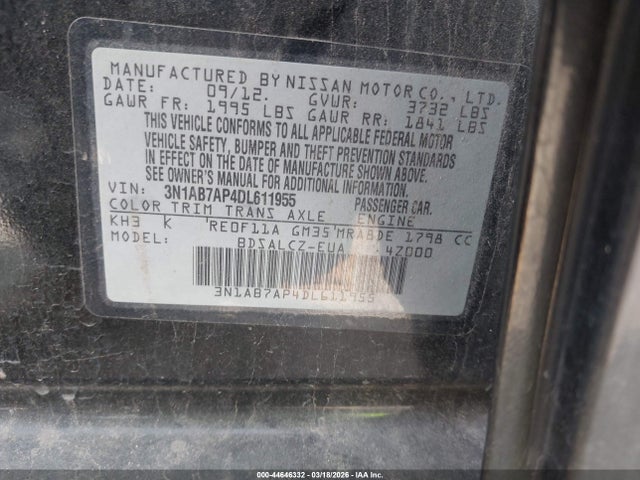 MANUFACTURED BY NISSAN MOTOR CO., LTD.
DATE: 09/12. GVWR: 3732 LBS
GAWR FR: 1995 LBS GAWR RR: 1841 LBS
THIS VEHICLE CONFORMS TO ALL APPLICABLE FEDERAL MOTOR
VEHICLE SAFETY, BUMPER AND THEFT PREVENTION STANDARDS
IN EFFECT ON THE DATE OF MANUFACTURE SHOWN ABOVE.
SEE OWNER'S MANUAL FOR ADDITIONAL INFORMATION.
VIN: 3N1AB7AP4DL611955 PASSENGER CAR.
COLOR TRIM TRANS AXLE ENGINE
KH3 K RE0F11A GM35 MRA8DE 1798 CC
MODEL: BDSALCZ-EUA 42000
3N1AB7AP4DL611955
000-44646332 | 03/18/2026 | IAA Inc.